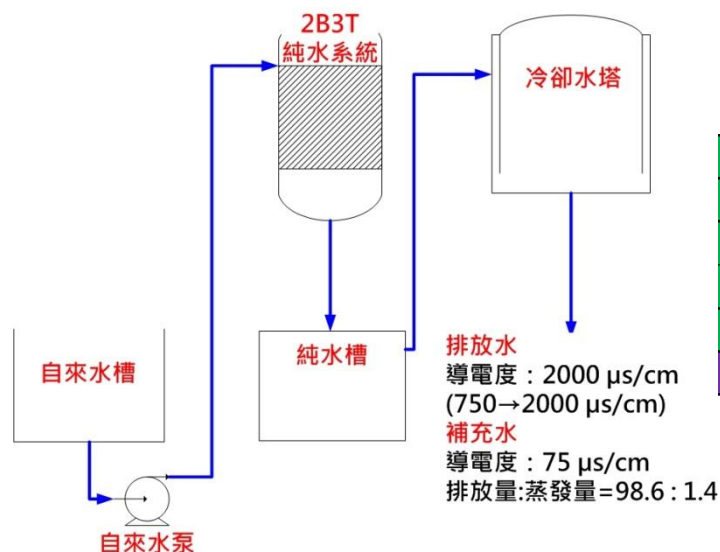 2B3T
純水系統
冷卻水塔
自來水槽
純水槽
自來水泵
排放水
導電度：2000 μs/cm
(750→2000 μs/cm)
補充水
導電度：75 μs/cm
排放量:蒸發量=98.6 : 1.4